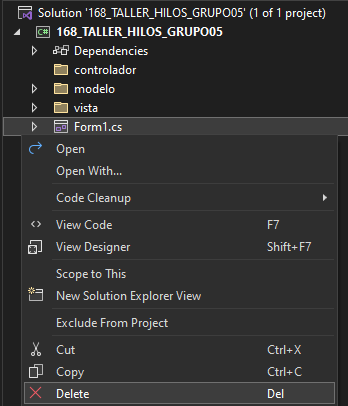 Solution '168_TALLER_HILOS_GRUPO05' (1 of 1 project)
C# 168_TALLER_HILOS_GRUPO05
Dependencies
controlador
modelo
vista
Form1.cs
Open
Open With...
Code Cleanup
View Code F7
View Designer Shift+F7
Scope to This
New Solution Explorer View
Exclude From Project
Cut Ctrl+X
Copy Ctrl+C
Delete Del